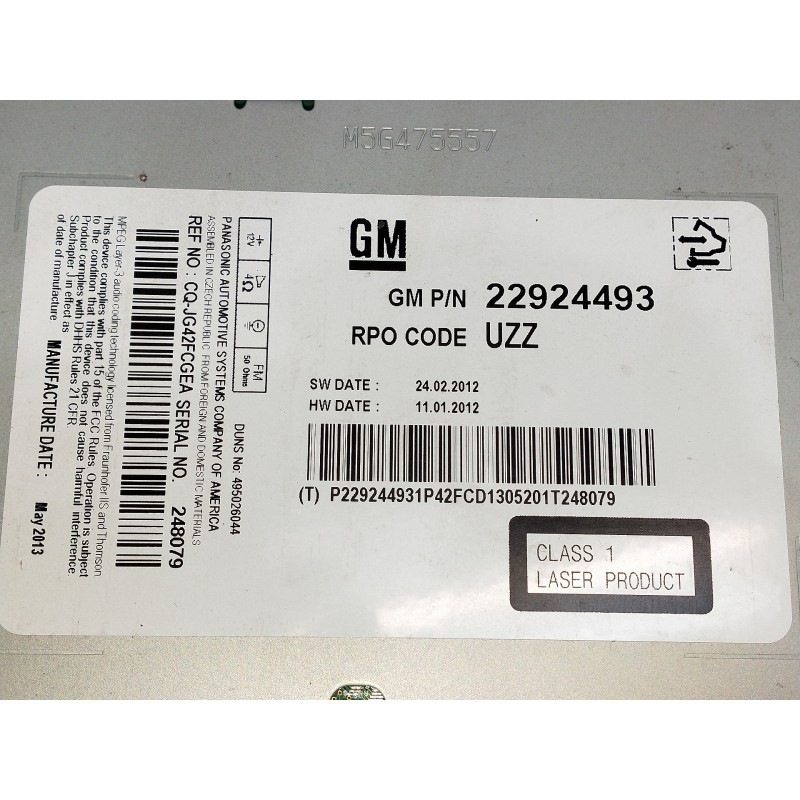 M5G475557
GM
GM P/N 22924493
RPO CODE UZZ
SW DATE : 24.02.2012
HW DATE : 11.01.2012
(T) P229244931P42FCD1305201T248079
CLASS 1
LASER PRODUCT
+ 12V
4Ω
FM
50 Ohms
DUNS No: 495026044
PANASONIC AUTOMOTIVE SYSTEMS COMPANY OF AMERICA
ASSEMBLED IN CZECH REPUBLIC FROM FOREIGN AND DOMESTIC MATERIALS
REF NO : CQ-JG42FCGEA SERIAL NO. 248079
MPEG Layer-3 audio coding technology licensed from Fraunhofer IIS and Thomson
This device complies with part 15 of the FCC Rules. Operation is subject
to the condition that this device does not cause harmful interference.
Product complies with DHHS Rules 21 CFR.
Subchapter J in effect as
of date of manufacture
MANUFACTURE DATE : May 2013